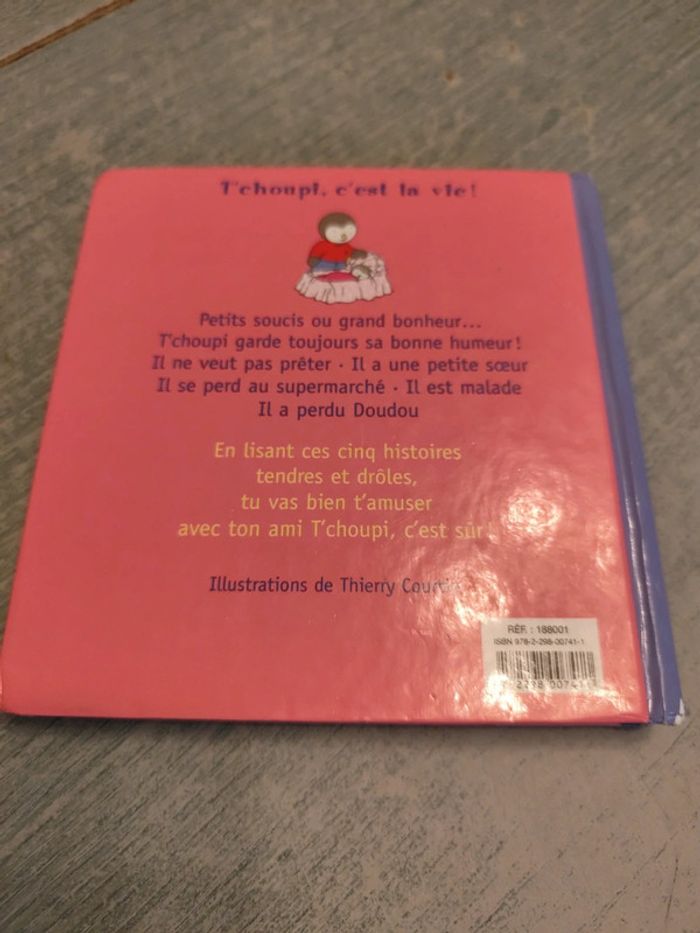 T'choupi, c'est la vie !
Petits soucis ou grand bonheur...
T'choupi garde toujours sa bonne humeur !
Il ne veut pas prêter · Il a une petite sœur
Il se perd au supermarché · Il est malade
Il a perdu Doudou
En lisant ces cinq histoires
tendres et drôles,
tu vas bien t'amuser
avec ton ami T'choupi, c'est sûr !
Illustrations de Thierry Courtin
RÉF. : 188001
ISBN 978-2-298-00741-1